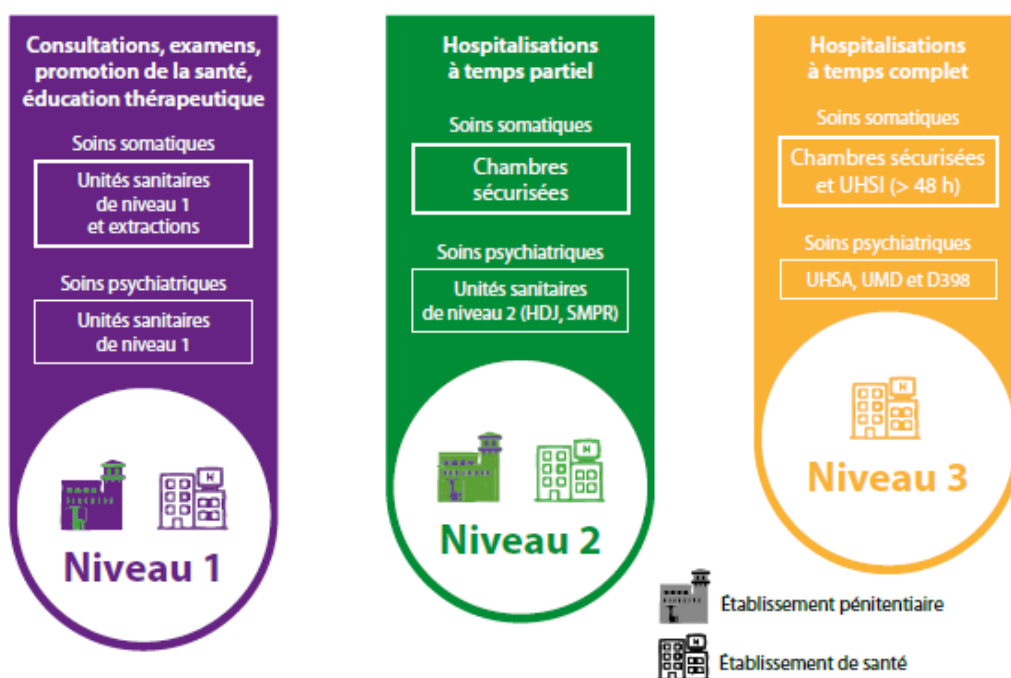 Consultations, examens,
promotion de la santé,
éducation thérapeutique
Soins somatiques
Unités sanitaires
de niveau 1
et extractions
Soins psychiatriques
Unités sanitaires
de niveau 1
Niveau 1
Hospitalisations
à temps partiel
Soins somatiques
Chambres
sécurisées
Soins psychiatriques
Unités sanitaires
de niveau 2 (HDJ, SMPR)
Niveau 2
Hospitalisations
à temps complet
Soins somatiques
Chambres sécurisées
et UHSI (> 48 h)
Soins psychiatriques
UHSA, UMD et D398
Niveau 3
Établissement pénitentiaire
Établissement de santé